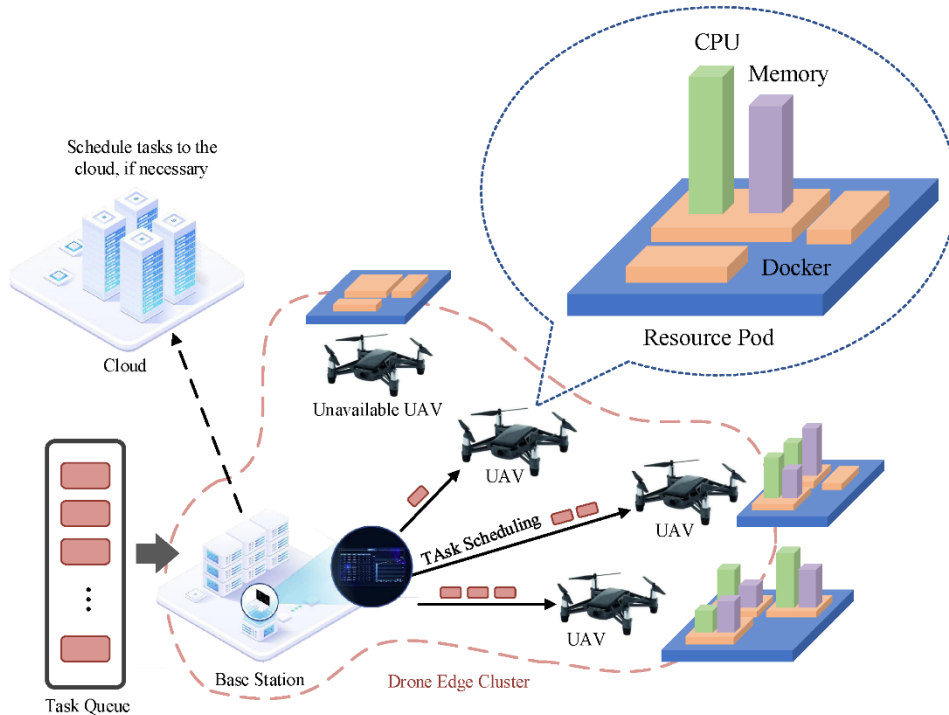 CPU
Memory
Docker
Resource Pod
Schedule tasks to the
cloud, if necessary
Cloud
Unavailable UAV
UAV
TAsk Scheduling
UAV
UAV
Base Station
Drone Edge Cluster
Task Queue